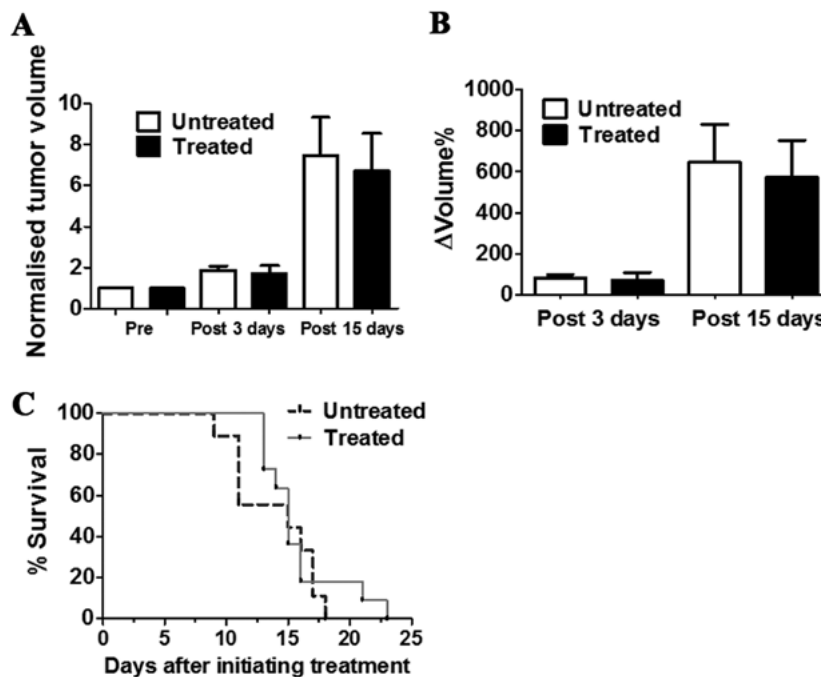 A
Normalised tumor volume
10
8
6
4
2
0
Untreated
Treated
Pre
Post 3 days
Post 15 days
B
ΔVolume%
1000
800
600
400
200
0
Untreated
Treated
Post 3 days
Post 15 days
C
% Survival
100
80
60
40
20
0
Untreated
Treated
0 5 10 15 20 25
Days after initiating treatment